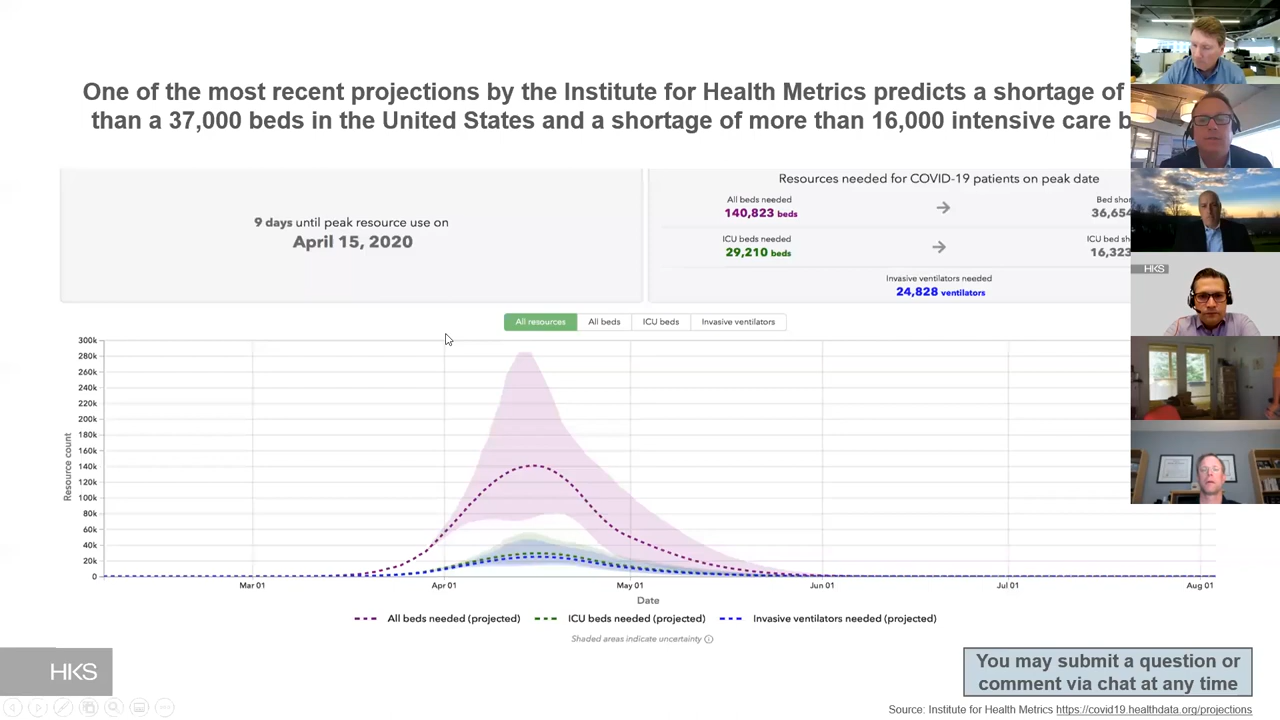 One of the most recent projections by the Institute for Health Metrics predicts a shortage of
than a 37,000 beds in the United States and a shortage of more than 16,000 intensive care b
Resources needed for COVID-19 patients on peak date
9 days until peak resource use on
April 15, 2020
All beds needed
140,823 beds
Bed sho
36,654
ICU beds needed
29,210 beds
ICU bed sh
16,323
Invasive ventilators needed
24,828 ventilators
All resources All beds ICU beds Invasive ventilators
300k
280k
260k
240k
220k
200k
180k
160k
140k
120k
100k
80k
60k
40k
20k
0
Resource count
Mar 01 Apr 01 May 01 Jun 01 Jul 01 Aug 01
Date
All beds needed (projected) ICU beds needed (projected) Invasive ventilators needed (projected)
Shaded areas indicate uncertainty
HKS
HKS
You may submit a question or
comment via chat at any time
Source: Institute for Health Metrics https://covid19.healthdata.org/projections